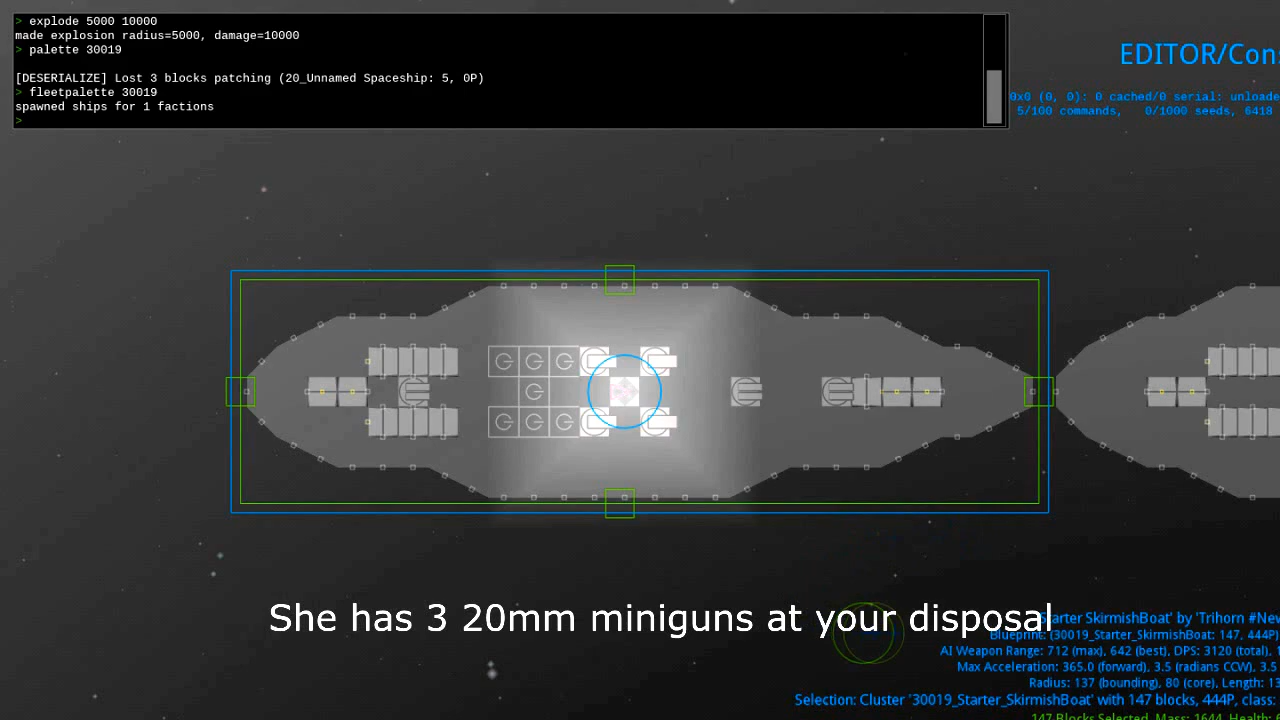 > explode 5000 10000
made explosion radius=5000, damage=10000
> palette 30019
[DESERIALIZE] Lost 3 blocks patching (20_Unnamed Spaceship: 5, 0P)
> fleetpalette 30019
spawned ships for 1 factions
>
EDITOR/Cons
0x0 (0, 0): 0 cached/0 serial: unloade
5/100 commands, 0/1000 seeds, 6418
She has 3 20mm miniguns at your disposal
Starter SkirmishBoat' by 'Trihorn #New
Blueprint: (30019_Starter_SkirmishBoat: 147, 444P)
AI Weapon Range: 712 (max), 642 (best), DPS: 3120 (total), 1
Max Acceleration: 365.0 (forward), 3.5 (radians CCW), 3.5
Radius: 137 (bounding), 80 (core), Length: 13
Selection: Cluster '30019_Starter_SkirmishBoat' with 147 blocks, 444P, class:
147 Blocks Selected, Mass: 1644, Health: